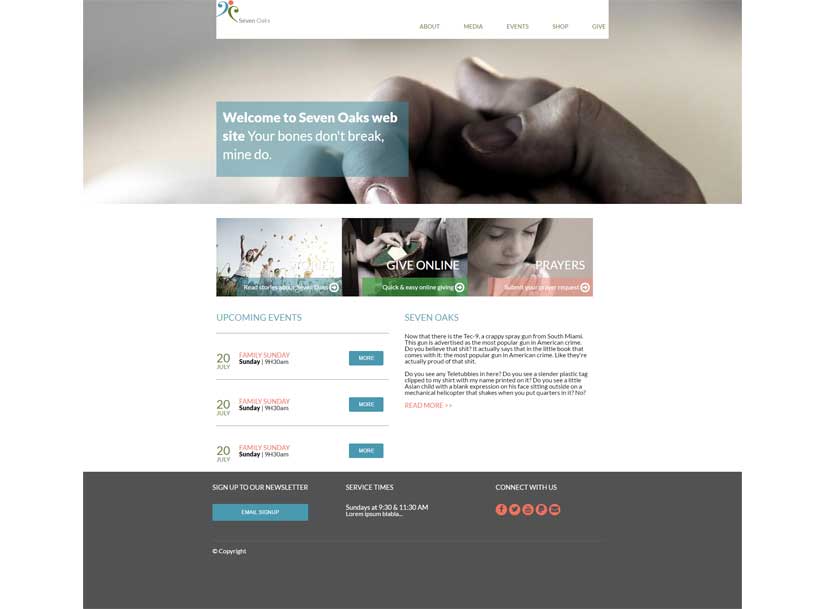 Seven Oaks
ABOUT MEDIA EVENTS SHOP GIVE
Welcome to Seven Oaks web
site Your bones don't break,
mine do.
GIVE ONLINE
PRAYERS
Read stories about Seven Oaks
Quick & easy online giving
Submit your prayer request
UPCOMING EVENTS
20
JULY
FAMILY SUNDAY
Sunday | 9H30am
MORE
20
JULY
FAMILY SUNDAY
Sunday | 9H30am
MORE
20
JULY
FAMILY SUNDAY
Sunday | 9H30am
MORE
SEVEN OAKS
Now that there is the Tec-9, a crappy spray gun from South Miami.
This gun is advertised as the most popular gun in American crime.
Do you believe that shit? It actually says that in the little book that
comes with it: the most popular gun in American crime. Like they're
actually proud of that shit.
Do you see any Teletubbies in here? Do you see a slender plastic tag
clipped to my shirt with my name printed on it? Do you see a little
Asian child with a blank expression on his face sitting outside on a
mechanical helicopter that shakes when you put quarters in it? No?
READ MORE >>
SIGN UP TO OUR NEWSLETTER
EMAIL SIGNUP
SERVICE TIMES
Sundays at 9:30 & 11:30 AM
Lorem ipsum blabla...
CONNECT WITH US
© Copyright